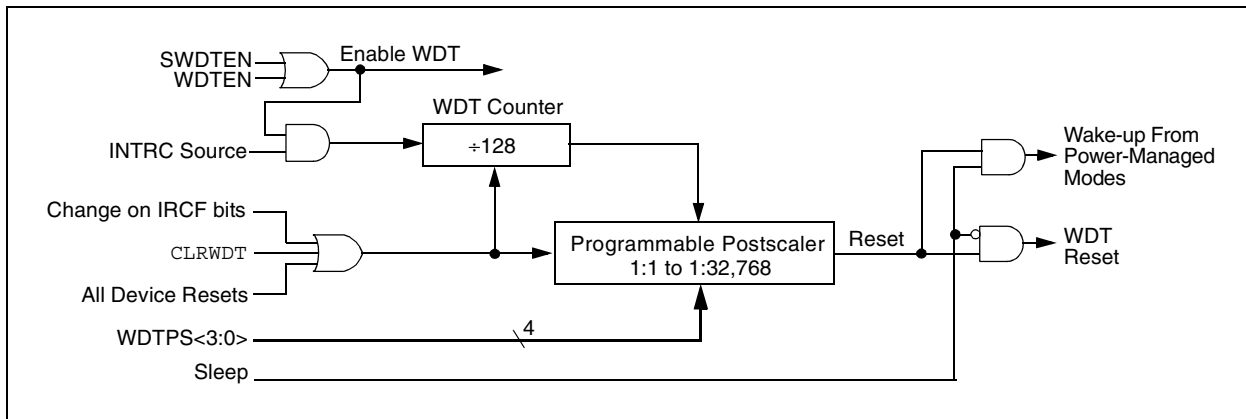 SWDTEN
WDTEN
Enable WDT
WDT Counter
INTRC Source
÷128
Wake-up From
Power-Managed
Modes
Change on IRCF bits
CLRWDT
All Device Resets
Programmable Postscaler
1:1 to 1:32,768
Reset
WDT
Reset
WDTPS<3:0>
4
Sleep